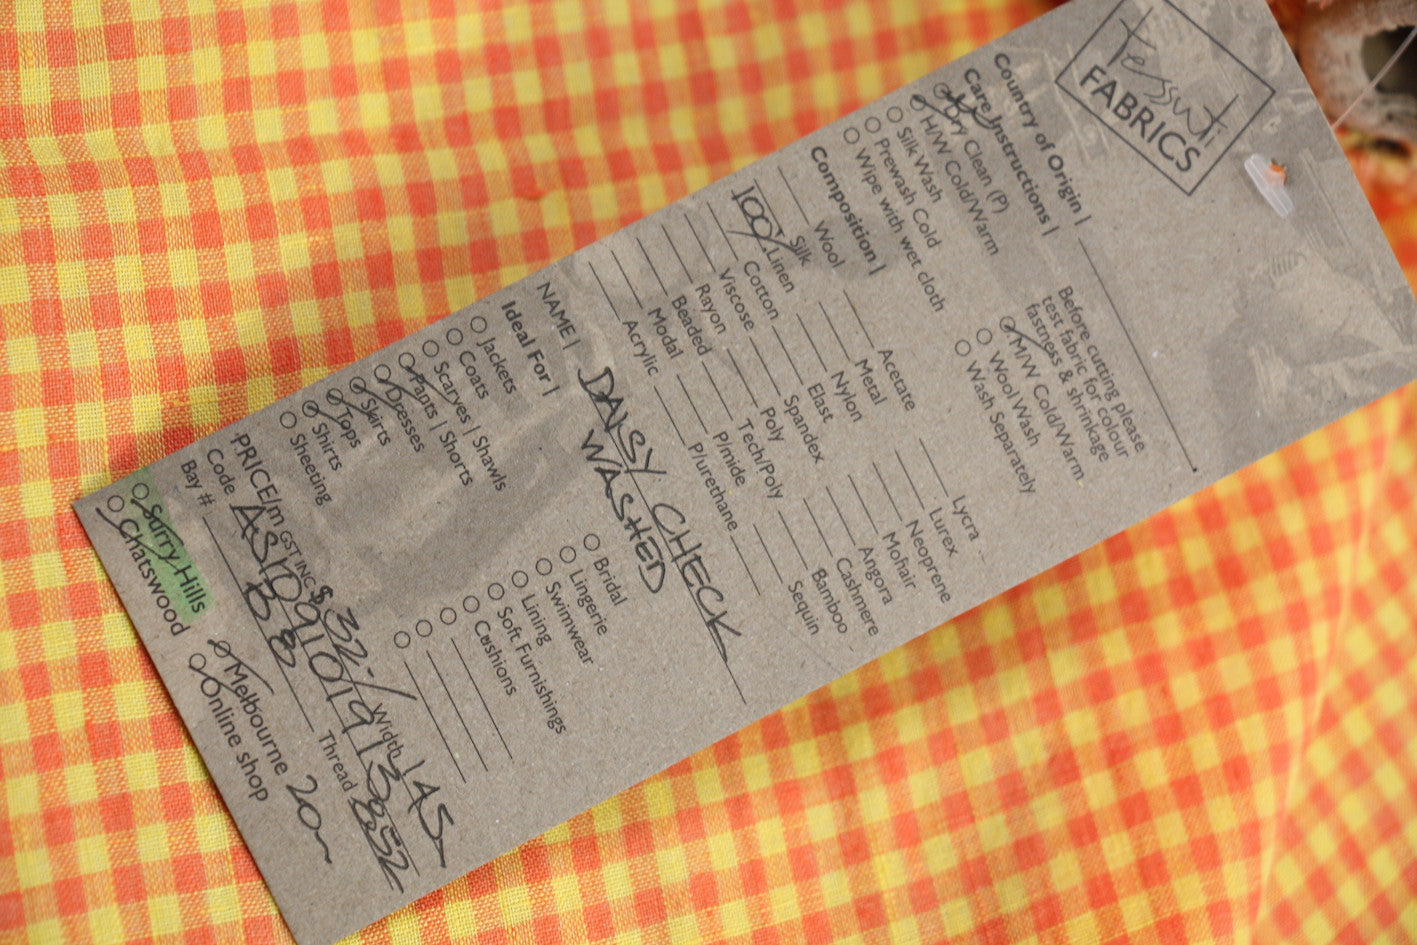 tessuti
FABRICS
Country of Origin |
Care Instructions |
Dry Clean (P)
H/W Cold/Warm
Silk Wash
Prewash Cold
Wipe with wet cloth
Before cutting please
test fabric for colour
fastness & shrinkage
M/W Cold/Warm
Wool Wash
Wash Separately
Composition |
Wool Acetate Lycra
Silk Metal Lurex
100% Linen Nylon Neoprene
Cotton Elast Mohair
Viscose Spandex Angora
Rayon Poly Cashmere
Beaded Tech/Poly Bamboo
Modal P/mide Sequin
Acrylic P/urethane
NAME | DAISY CHECK
WASHED
Ideal For |
Jackets Bridal
Coats Lingerie
Scarves | Shawls Swimwear
Pants | Shorts Lining
Dresses Soft Furnishings
Skirts Cushions
Tops
Shirts
Sheeting
PRICE/m GST INC $ 32.-/ Width |
Code
Bay # B8 Thread
Surry Hills Melbourne 20m
Chatswood Online shop